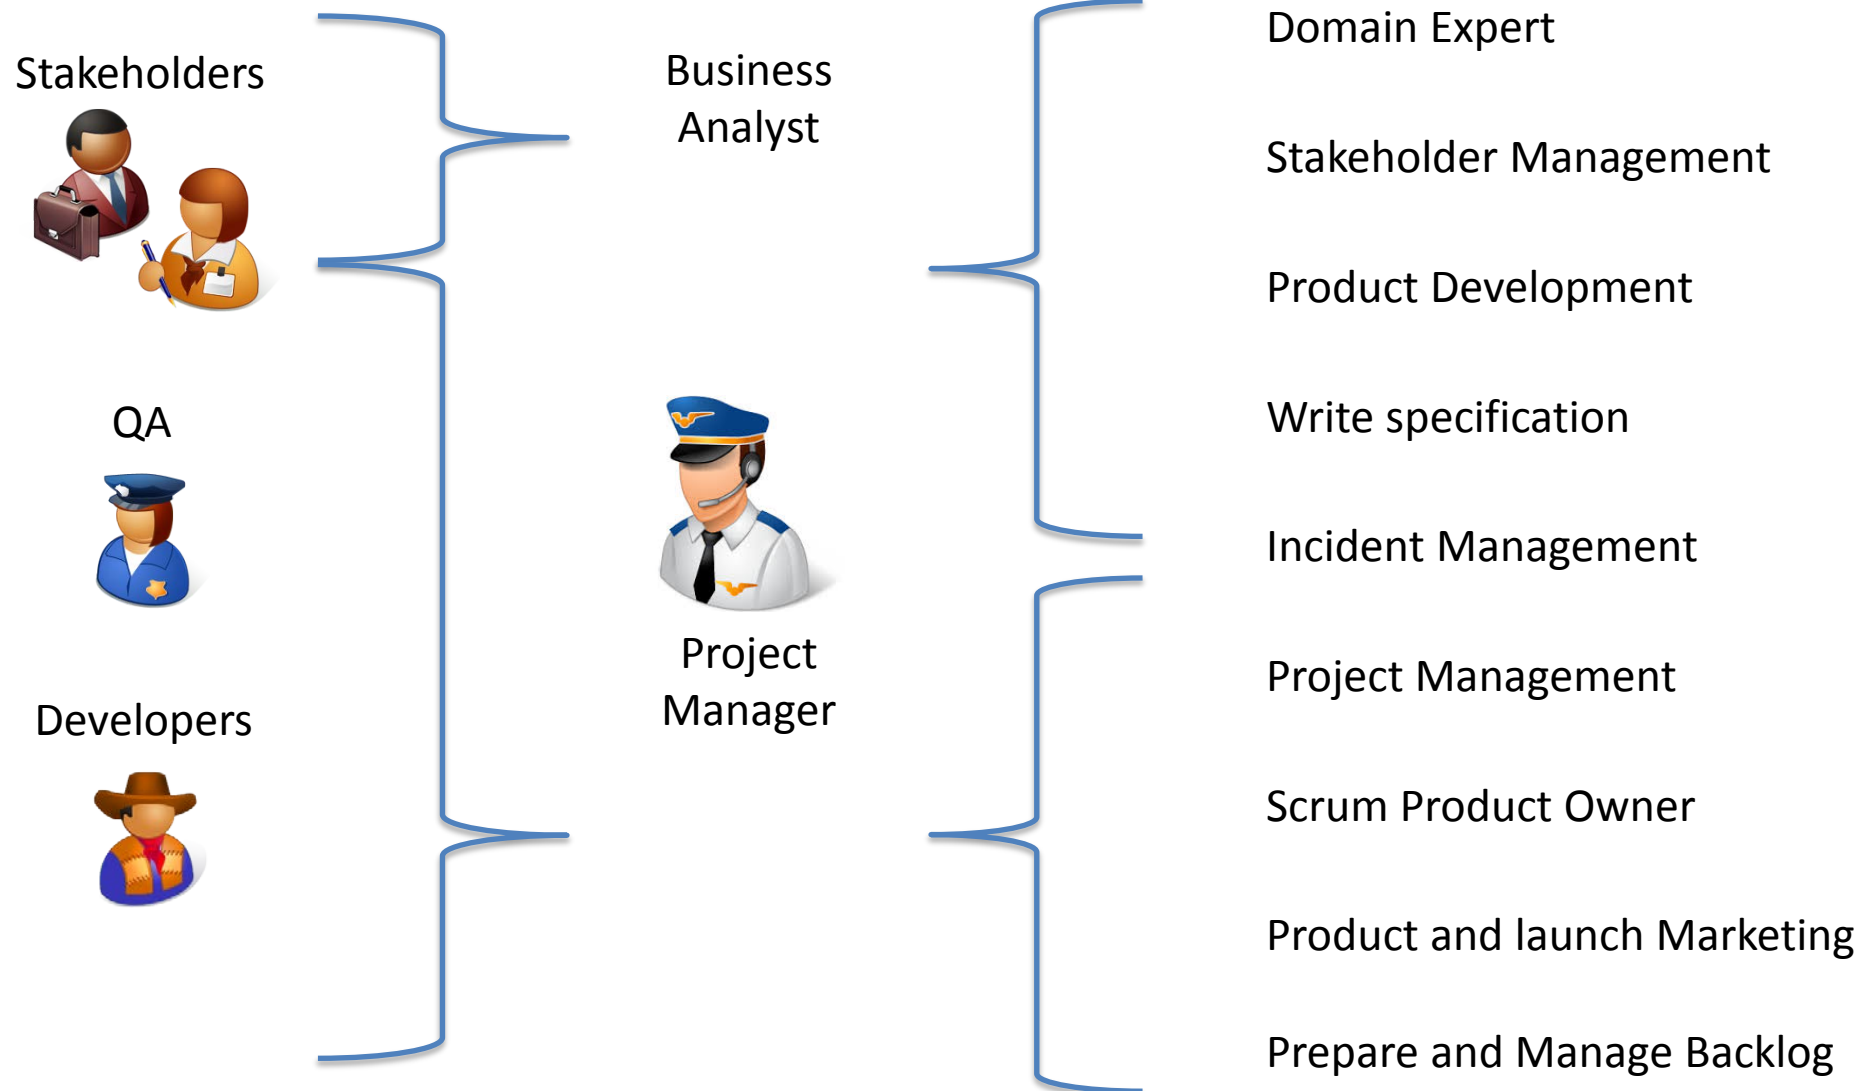 Stakeholders
QA
Developers
Business
Analyst
Project
Manager
Domain Expert
Stakeholder Management
Product Development
Write specification
Incident Management
Project Management
Scrum Product Owner
Product and launch Marketing
Prepare and Manage Backlog